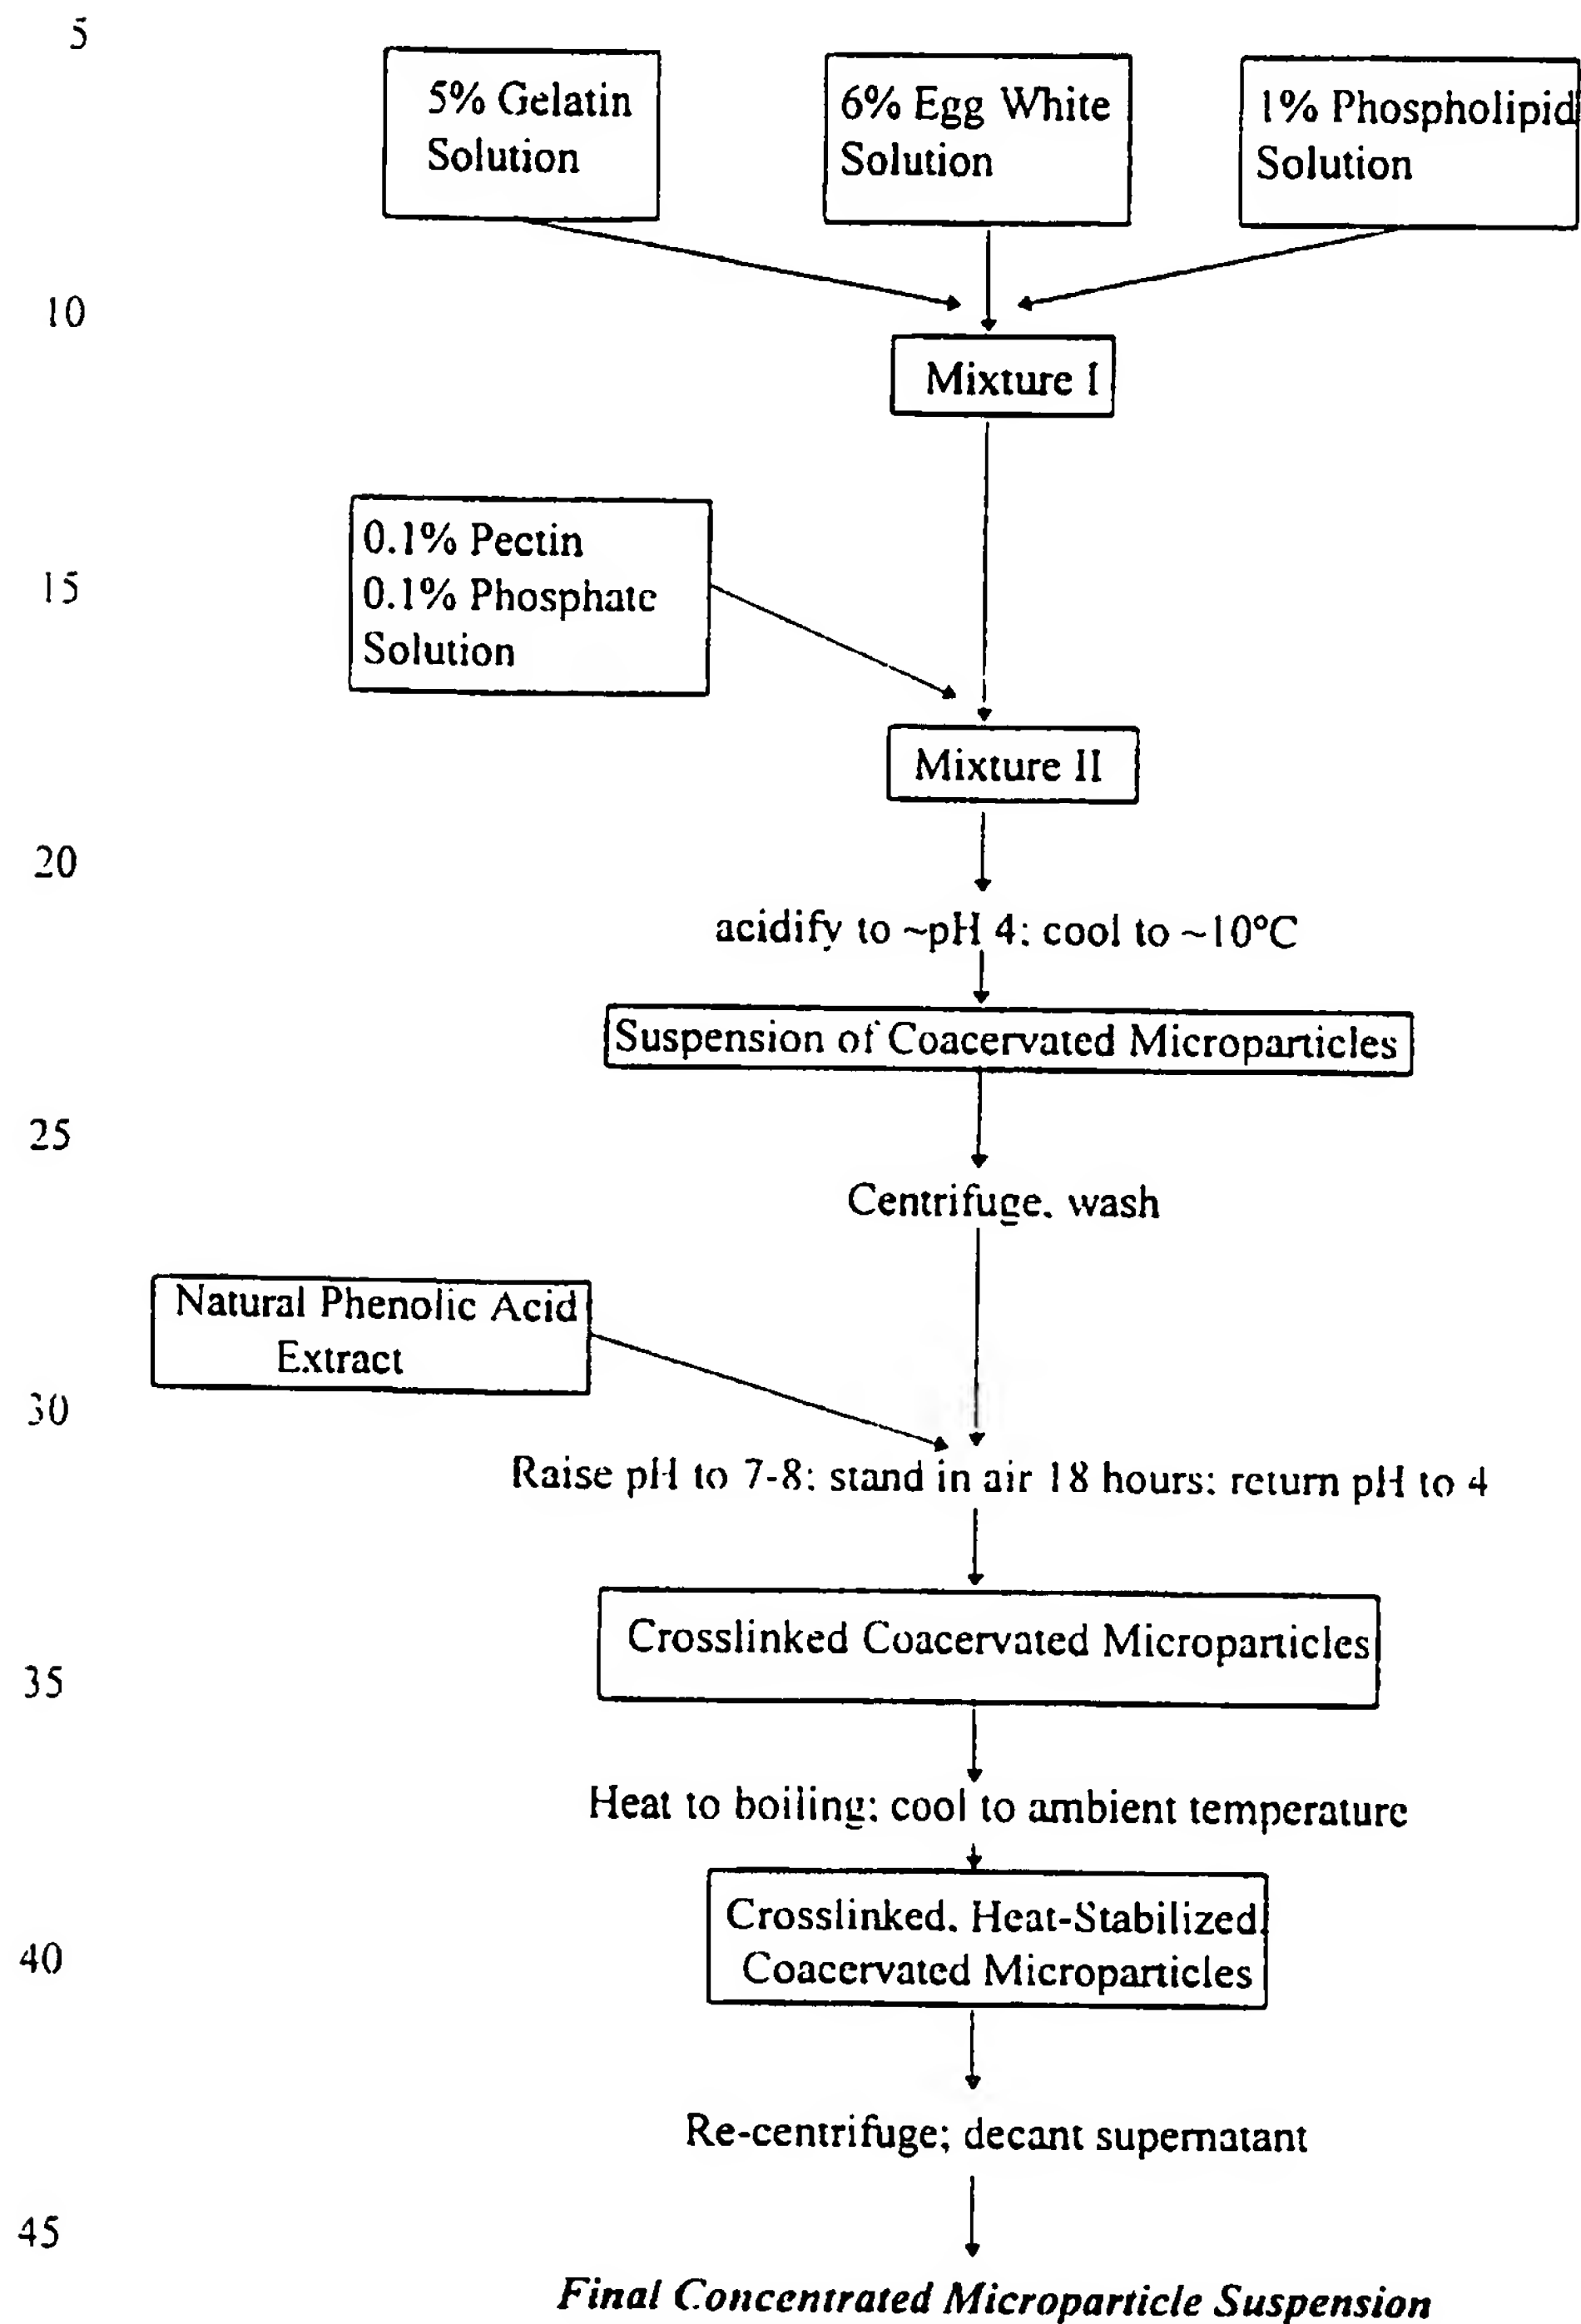 5
5% Gelatin
Solution
6% Egg White
Solution
1% Phospholipid
Solution
10
Mixture I
0.1% Pectin
0.1% Phosphate
Solution
15
Mixture II
20
acidify to ~pH 4: cool to ~10°C
Suspension of Coacervated Microparticles
25
Centrifuge. wash
Natural Phenolic Acid
Extract
30
Raise pH to 7-8: stand in air 18 hours: return pH to 4
Crosslinked Coacervated Microparticles
35
Heat to boiling: cool to ambient temperature
Crosslinked. Heat-Stabilized
Coacervated Microparticles
40
Re-centrifuge; decant supernatant
45
Final Concentrated Microparticle Suspension